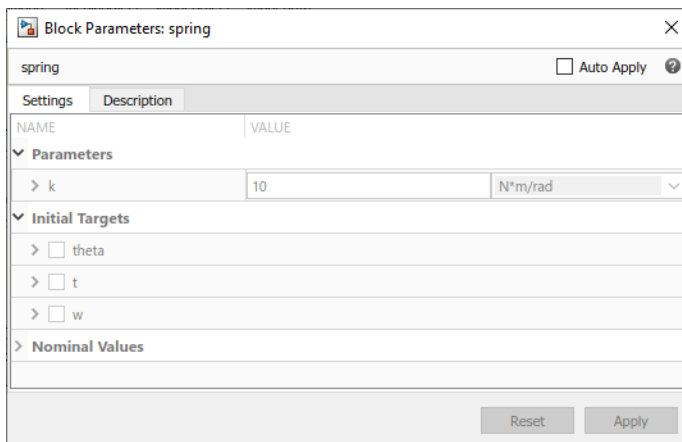 Block Parameters: spring
spring
Auto Apply
Settings Description
NAME VALUE
Parameters
k 10 N*m/rad
Initial Targets
theta
t
w
Nominal Values
Reset Apply